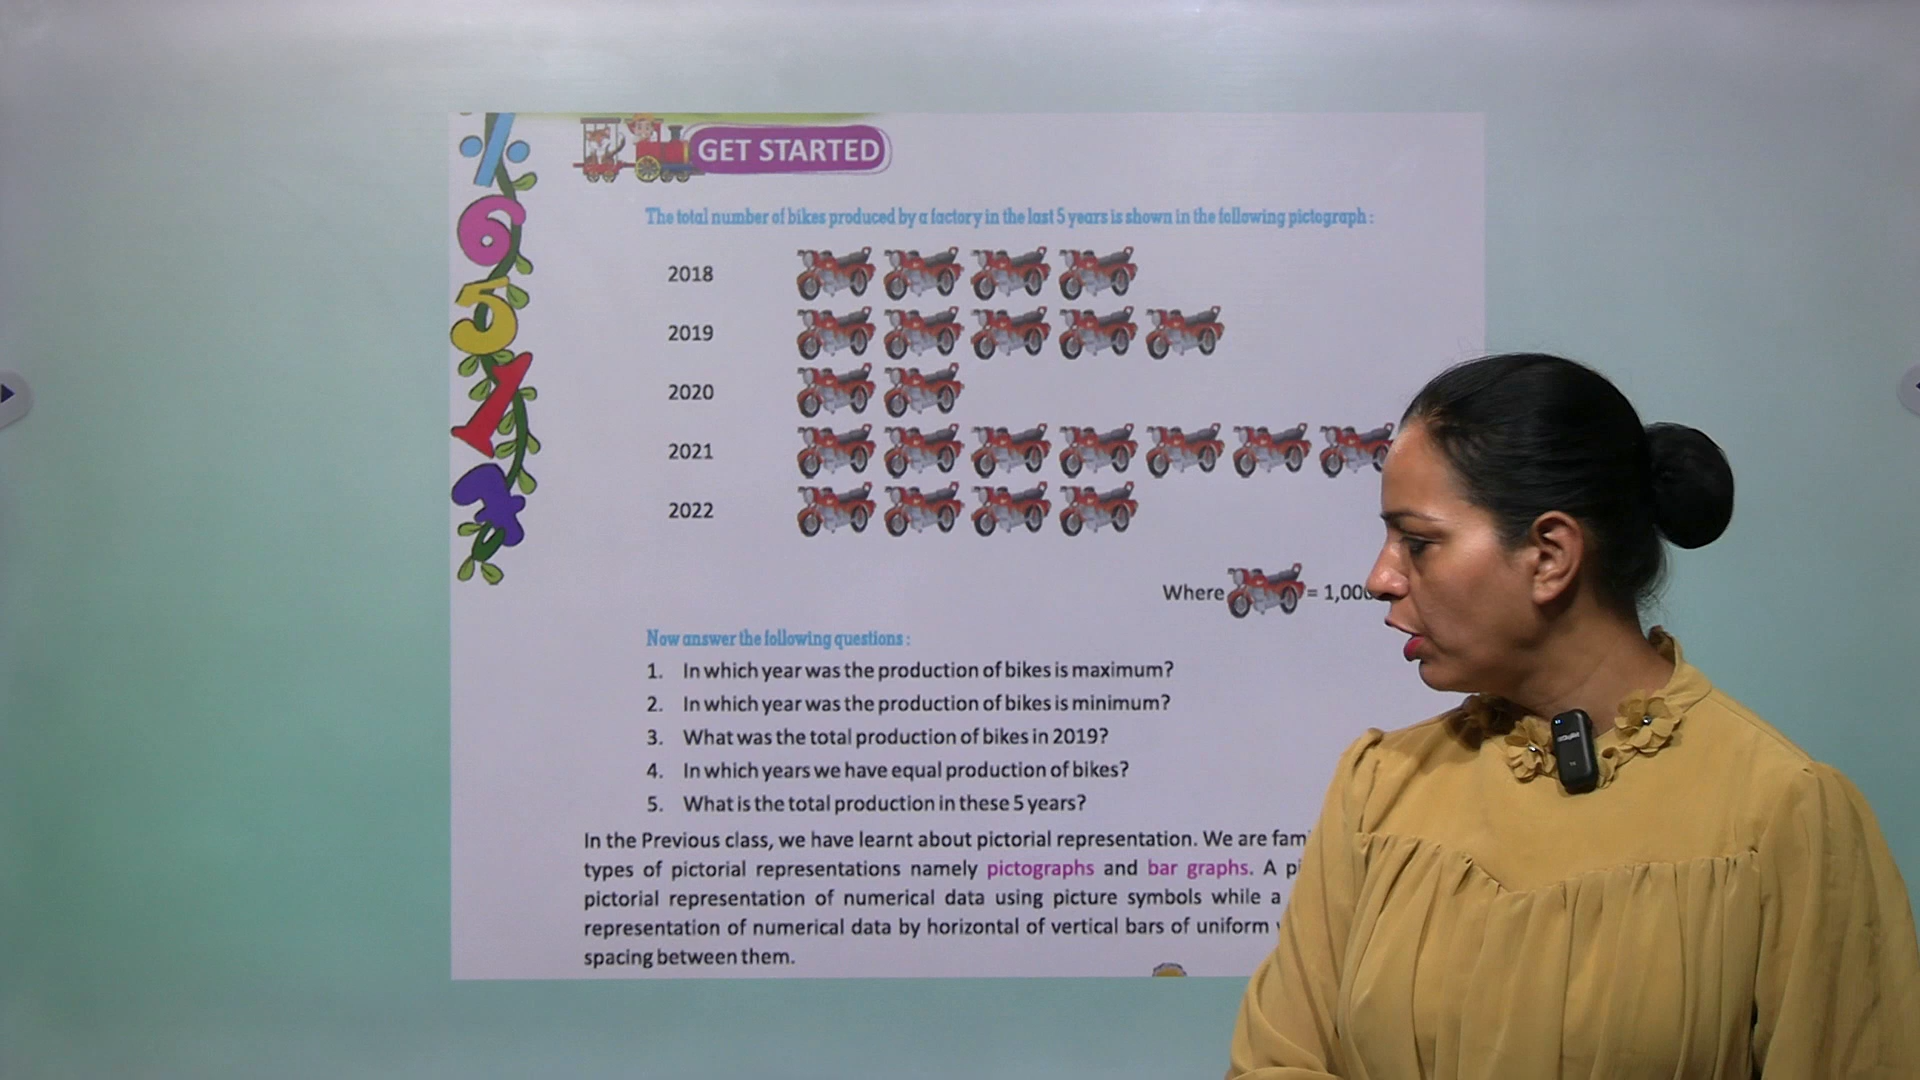 GET STARTED
The total number of bikes produced by a factory in the last 5 years is shown in the following pictograph :
2018
2019
2020
2021
2022
Where = 1,000
Now answer the following questions :
1. In which year was the production of bikes is maximum?
2. In which year was the production of bikes is minimum?
3. What was the total production of bikes in 2019?
4. In which years we have equal production of bikes?
5. What is the total production in these 5 years?
In the Previous class, we have learnt about pictorial representation. We are
types of pictorial representations namely pictographs and bar graphs. A
pictorial representation of numerical data using picture symbols while a
representation of numerical data by horizontal of vertical bars of uniform
spacing between them.